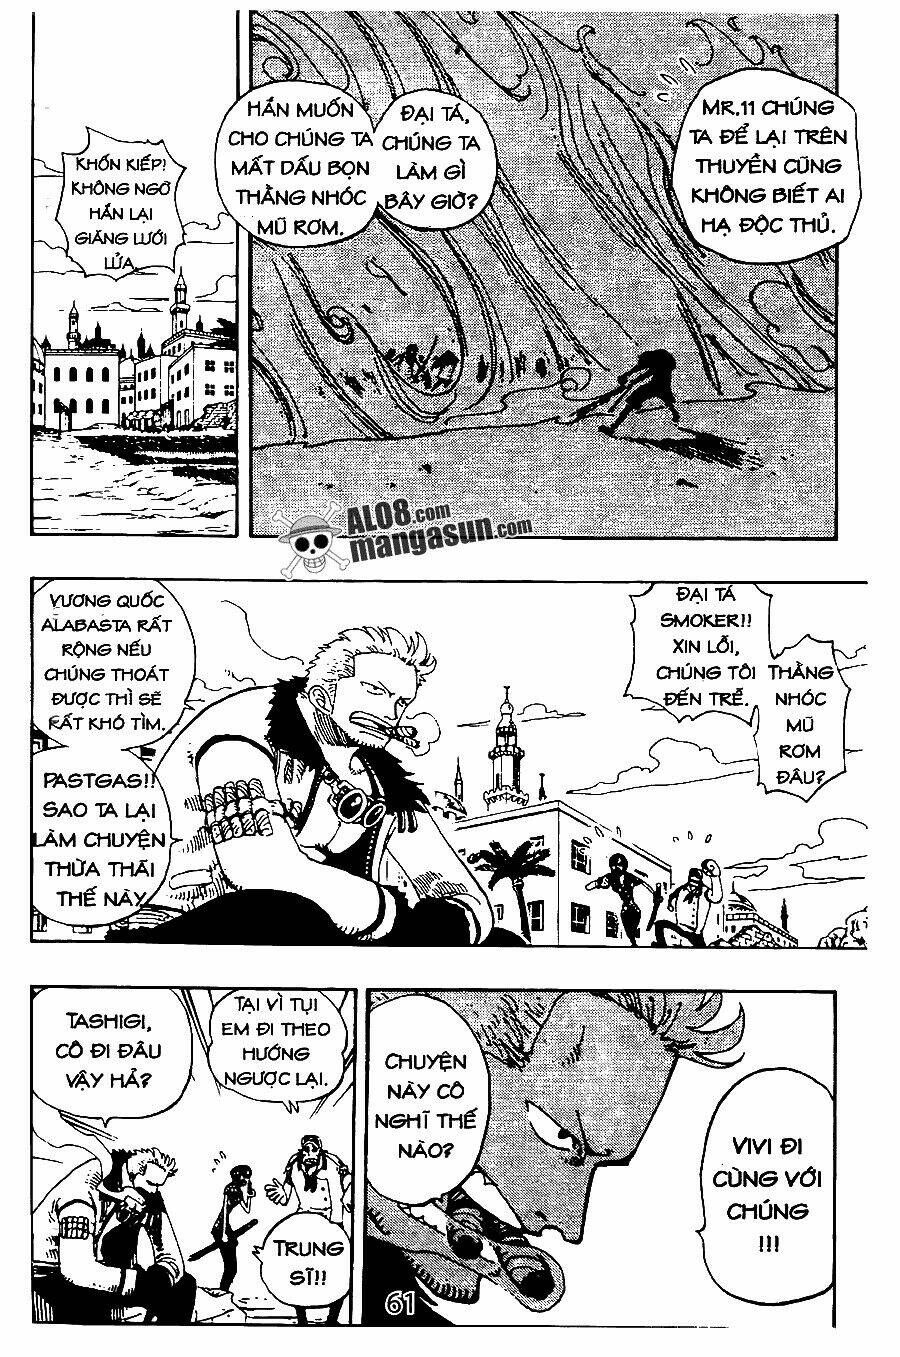 MR.11 CHÚNG
TA ĐỂ LẠI TRÊN
THUYỀN CŨNG
KHÔNG BIẾT AI
HẠ ĐỘC THỦ.
ĐẠI TÁ,
CHÚNG TA
LÀM GÌ
BÂY GIỜ?
HẮN MUỐN
CHO CHÚNG TA
MẤT DẤU BỌN
THẰNG NHÓC
MŨ RƠM.
KHỐN KIẾP!
KHÔNG NGỜ
HẮN LẠI
GIĂNG LƯỚI
LỬA.
AL08.com
mangasun.com
ĐẠI TÁ
SMOKER!!
XIN LỖI,
CHÚNG TÔI
ĐẾN TRỄ.
THẰNG
NHÓC
MŨ
RƠM
ĐÂU?
VƯƠNG QUỐC
ALABASTA RẤT
RỘNG NẾU
CHÚNG THOÁT
ĐƯỢC THÌ SẼ
RẤT KHÓ TÌM.
PASTGAS!!
SAO TA LẠI
LÀM CHUYỆN
THỪA THÃI
THẾ NÀY.
VIVI ĐI
CÙNG VỚI
CHÚNG
!!!
CHUYỆN
NÀY CÔ
NGHĨ THẾ
NÀO?
TẠI VÌ TỤI
EM ĐI THEO
HƯỚNG
NGƯỢC LẠI.
TASHIGI,
CÔ ĐI ĐÂU
VẬY HẢ?
TRUNG
SĨ!!
61